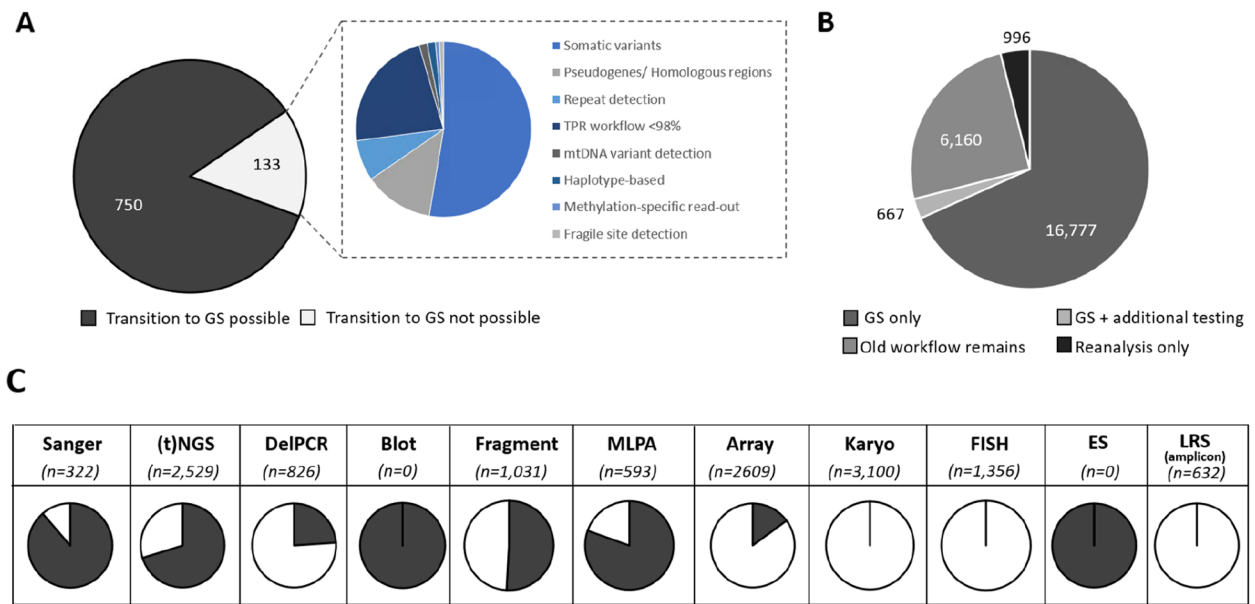 A
750
133
Somatic variants
Pseudogenes/ Homologous regions
Repeat detection
TPR workflow <98%
mtDNA variant detection
Haplotype-based
Methylation-specific read-out
Fragile site detection
Transition to GS possible
Transition to GS not possible
B
996
6,160
667
16,777
GS only
GS + additional testing
Old workflow remains
Reanalysis only
C
Sanger
(n=322)
(t)NGS
(n=2,529)
DelPCR
(n=826)
Blot
(n=0)
Fragment
(n=1,031)
MLPA
(n=593)
Array
(n=2609)
Karyo
(n=3,100)
FISH
(n=1,356)
ES
(n=0)
LRS
(amplicon)
(n=632)